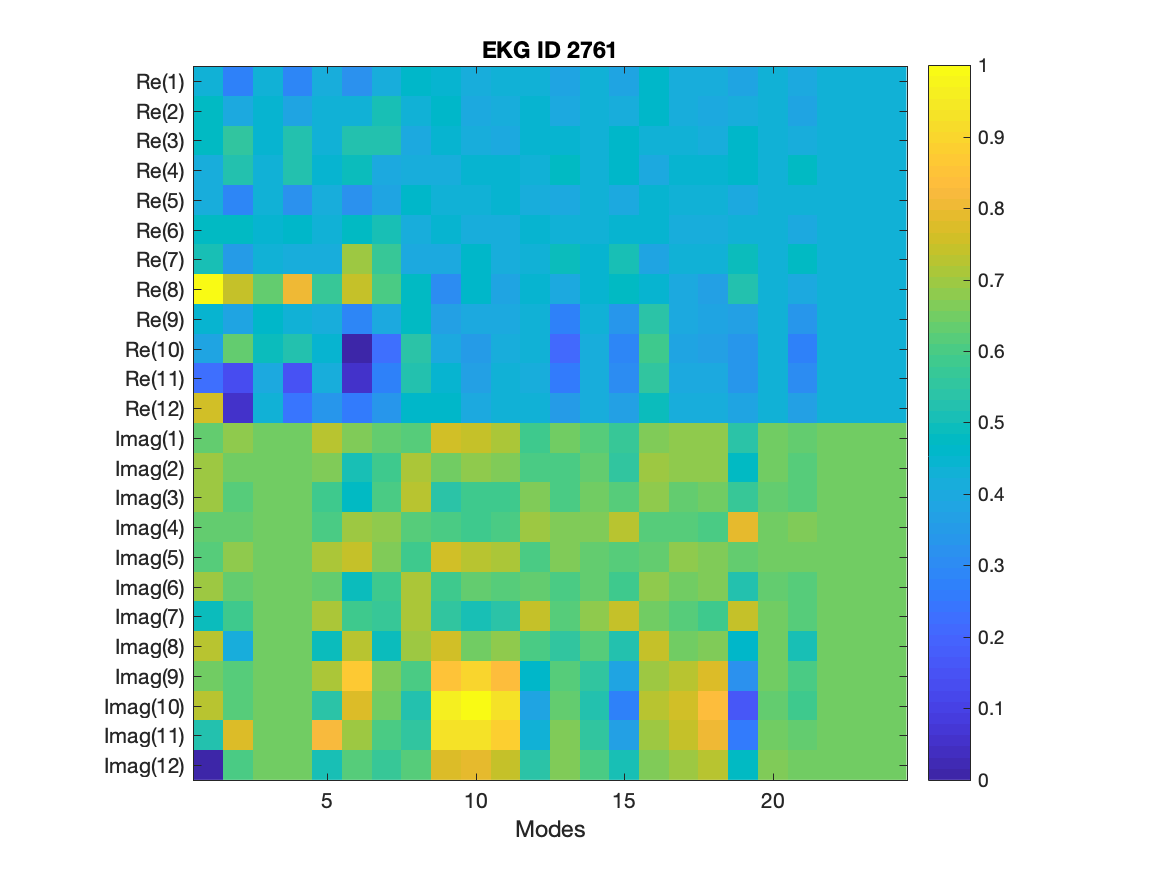 EKG ID 2761
Re(1)
Re(2)
Re(3)
Re(4)
Re(5)
Re(6)
Re(7)
Re(8)
Re(9)
Re(10)
Re(11)
Re(12)
Imag(1)
Imag(2)
Imag(3)
Imag(4)
Imag(5)
Imag(6)
Imag(7)
Imag(8)
Imag(9)
Imag(10)
Imag(11)
Imag(12)
5 10 15 20
Modes
1
0.9
0.8
0.7
0.6
0.5
0.4
0.3
0.2
0.1
0